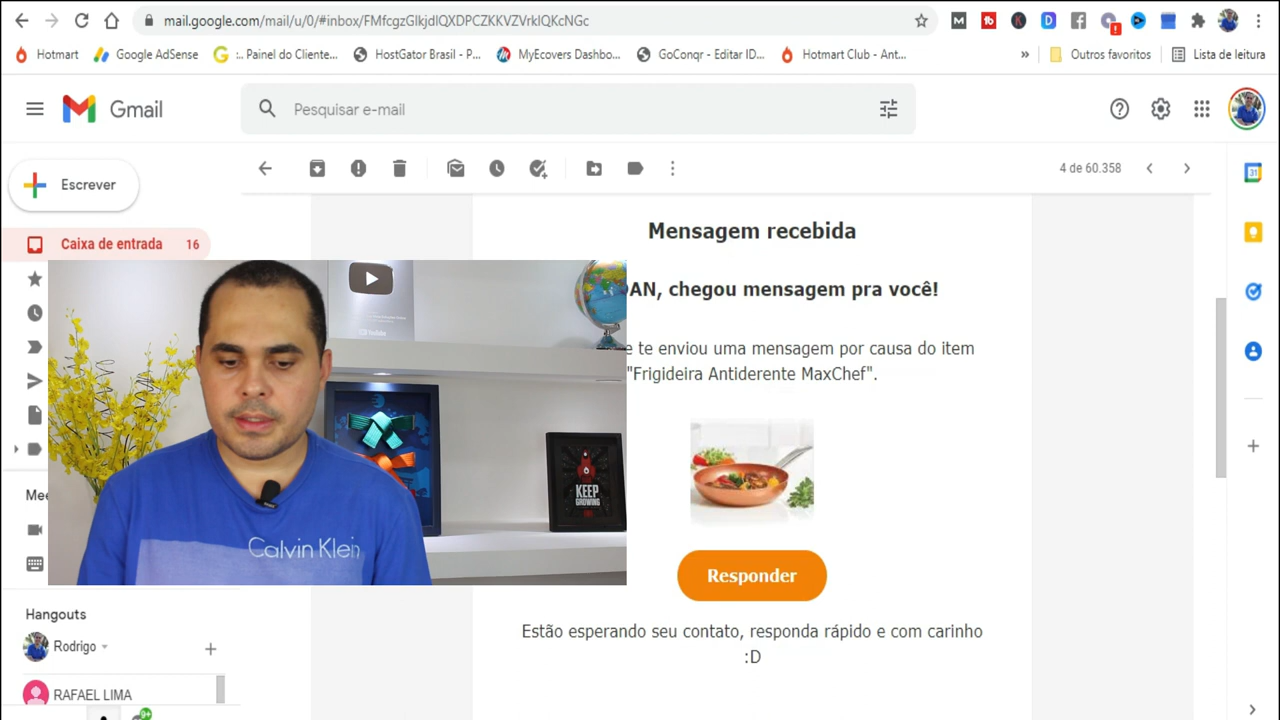 mail.google.com/mail/u/0/#inbox/FMfcgzGlkjdlQXDPCZKKVZVrklQKcNGc
Hotmart
Google AdSense
:.. Painel do Cliente...
HostGator Brasil - P...
MyEcovers Dashbo...
GoConqr - Editar ID...
Hotmart Club - Ant...
»
Outros favoritos
Lista de leitura
Gmail
Pesquisar e-mail
Escrever
4 de 60.358
Caixa de entrada 16
Mensagem recebida
AN, chegou mensagem pra você!
e te enviou uma mensagem por causa do item
"Frigideira Antiderente MaxChef".
KEEP
GROWING
Calvin Klein
Responder
Estão esperando seu contato, responda rápido e com carinho
:D
Mee
Hangouts
Rodrigo
RAFAEL LIMA
9+